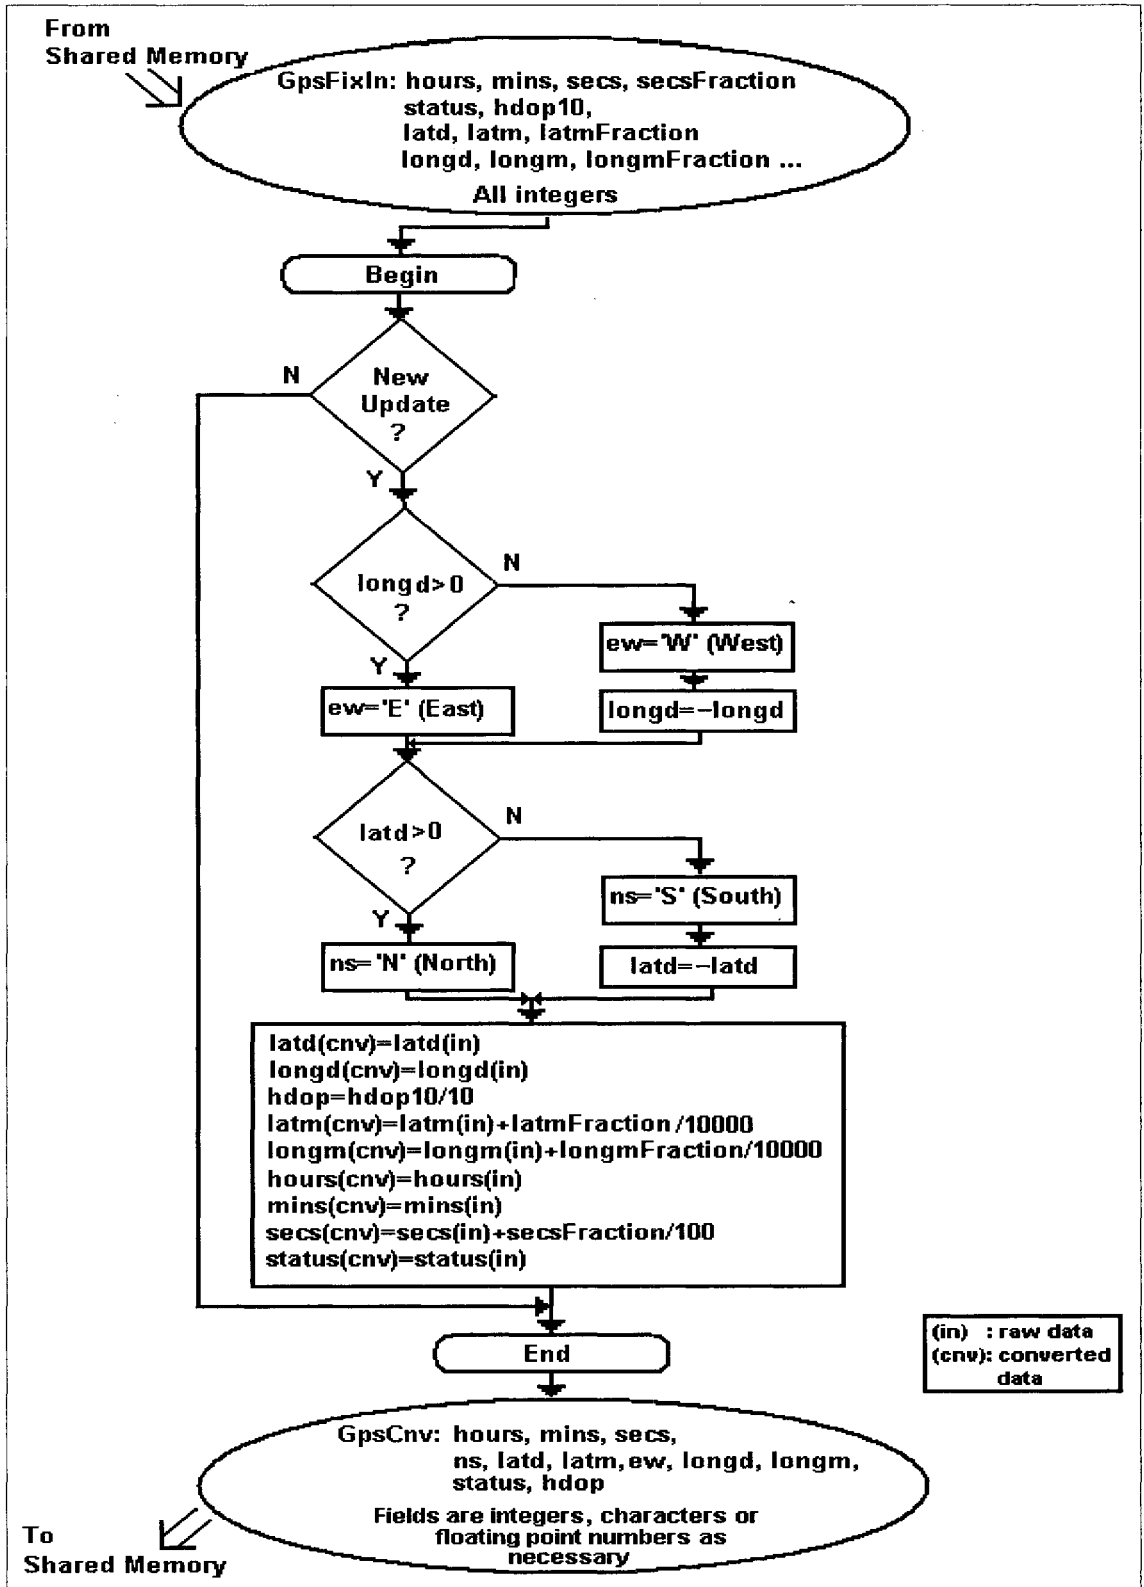 From
Shared Memory
GpsFixIn: hours, mins, secs, secsFraction
status, hdop10,
latd, latm, latmFraction
longd, longm, longmFraction ...
All integers
Begin
N
New
Update
?
Y
longd>0
?
N
ew='W' (West)
longd=−longd
Y
ew='E' (East)
latd>0
?
N
ns='S' (South)
latd=−latd
Y
ns='N' (North)
latd(cnv)=latd(in)
longd(cnv)=longd(in)
hdop=hdop10/10
latm(cnv)=latm(in)+latmFraction/10000
longm(cnv)=longm(in)+longmFraction/10000
hours(cnv)=hours(in)
mins(cnv)=mins(in)
secs(cnv)=secs(in)+secsFraction/100
status(cnv)=status(in)
End
(in) : raw data
(cnv): converted
data
GpsCnv: hours, mins, secs,
ns, latd, latm, ew, longd, longm,
status, hdop
Fields are integers, characters or
floating point numbers as
necessary
To
Shared Memory